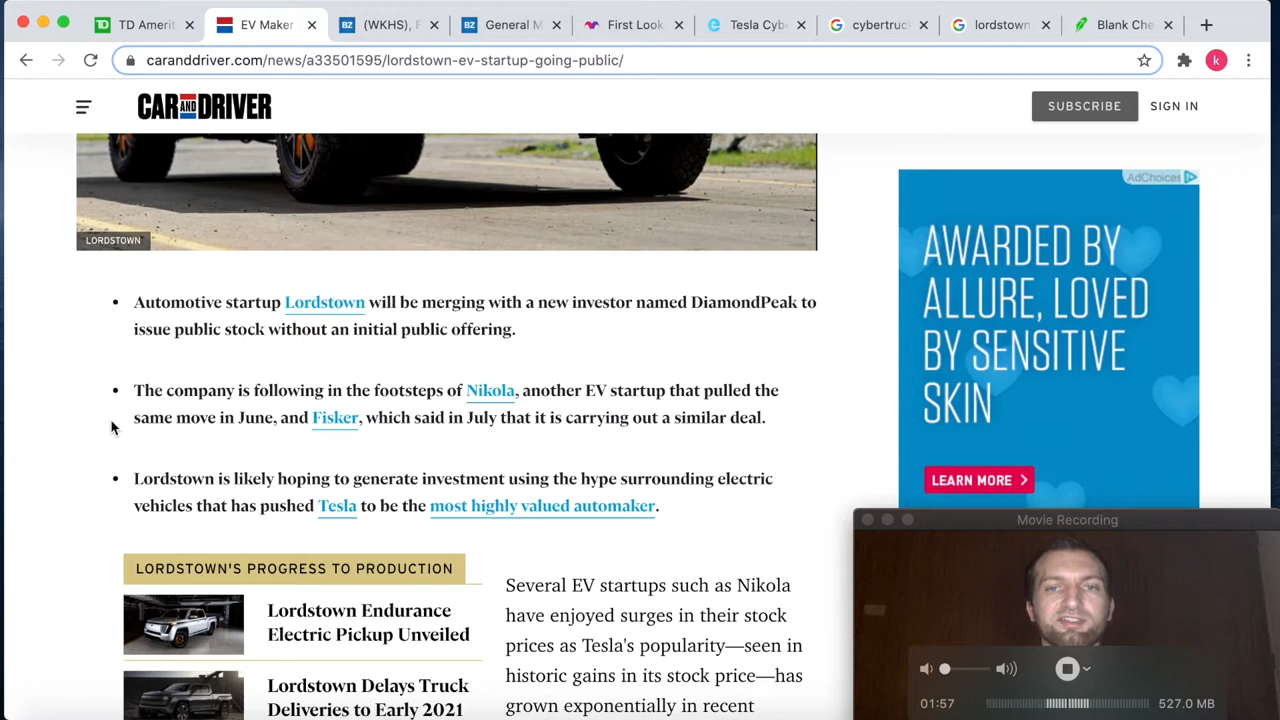 TD Amerit
EV Maker
(WKHS), F
General M
First Look
Tesla Cyb
cybertruc
lordstown
Blank Che
caranddriver.com/news/a33501595/lordstown-ev-startup-going-public/
k
CAR AND DRIVER
SUBSCRIBE
SIGN IN
LORDSTOWN
• Automotive startup Lordstown will be merging with a new investor named DiamondPeak to
issue public stock without an initial public offering.
• The company is following in the footsteps of Nikola, another EV startup that pulled the
same move in June, and Fisker, which said in July that it is carrying out a similar deal.
• Lordstown is likely hoping to generate investment using the hype surrounding electric
vehicles that has pushed Tesla to be the most highly valued automaker.
LORDSTOWN'S PROGRESS TO PRODUCTION
Lordstown Endurance
Electric Pickup Unveiled
Lordstown Delays Truck
Deliveries to Early 2021
Several EV startups such as Nikola
have enjoyed surges in their stock
prices as Tesla's popularity—seen in
historic gains in its stock price—has
grown exponentially in recent
AdChoices
AWARDED BY
ALLURE, LOVED
BY SENSITIVE
SKIN
LEARN MORE
Movie Recording
01:57
527.0 MB